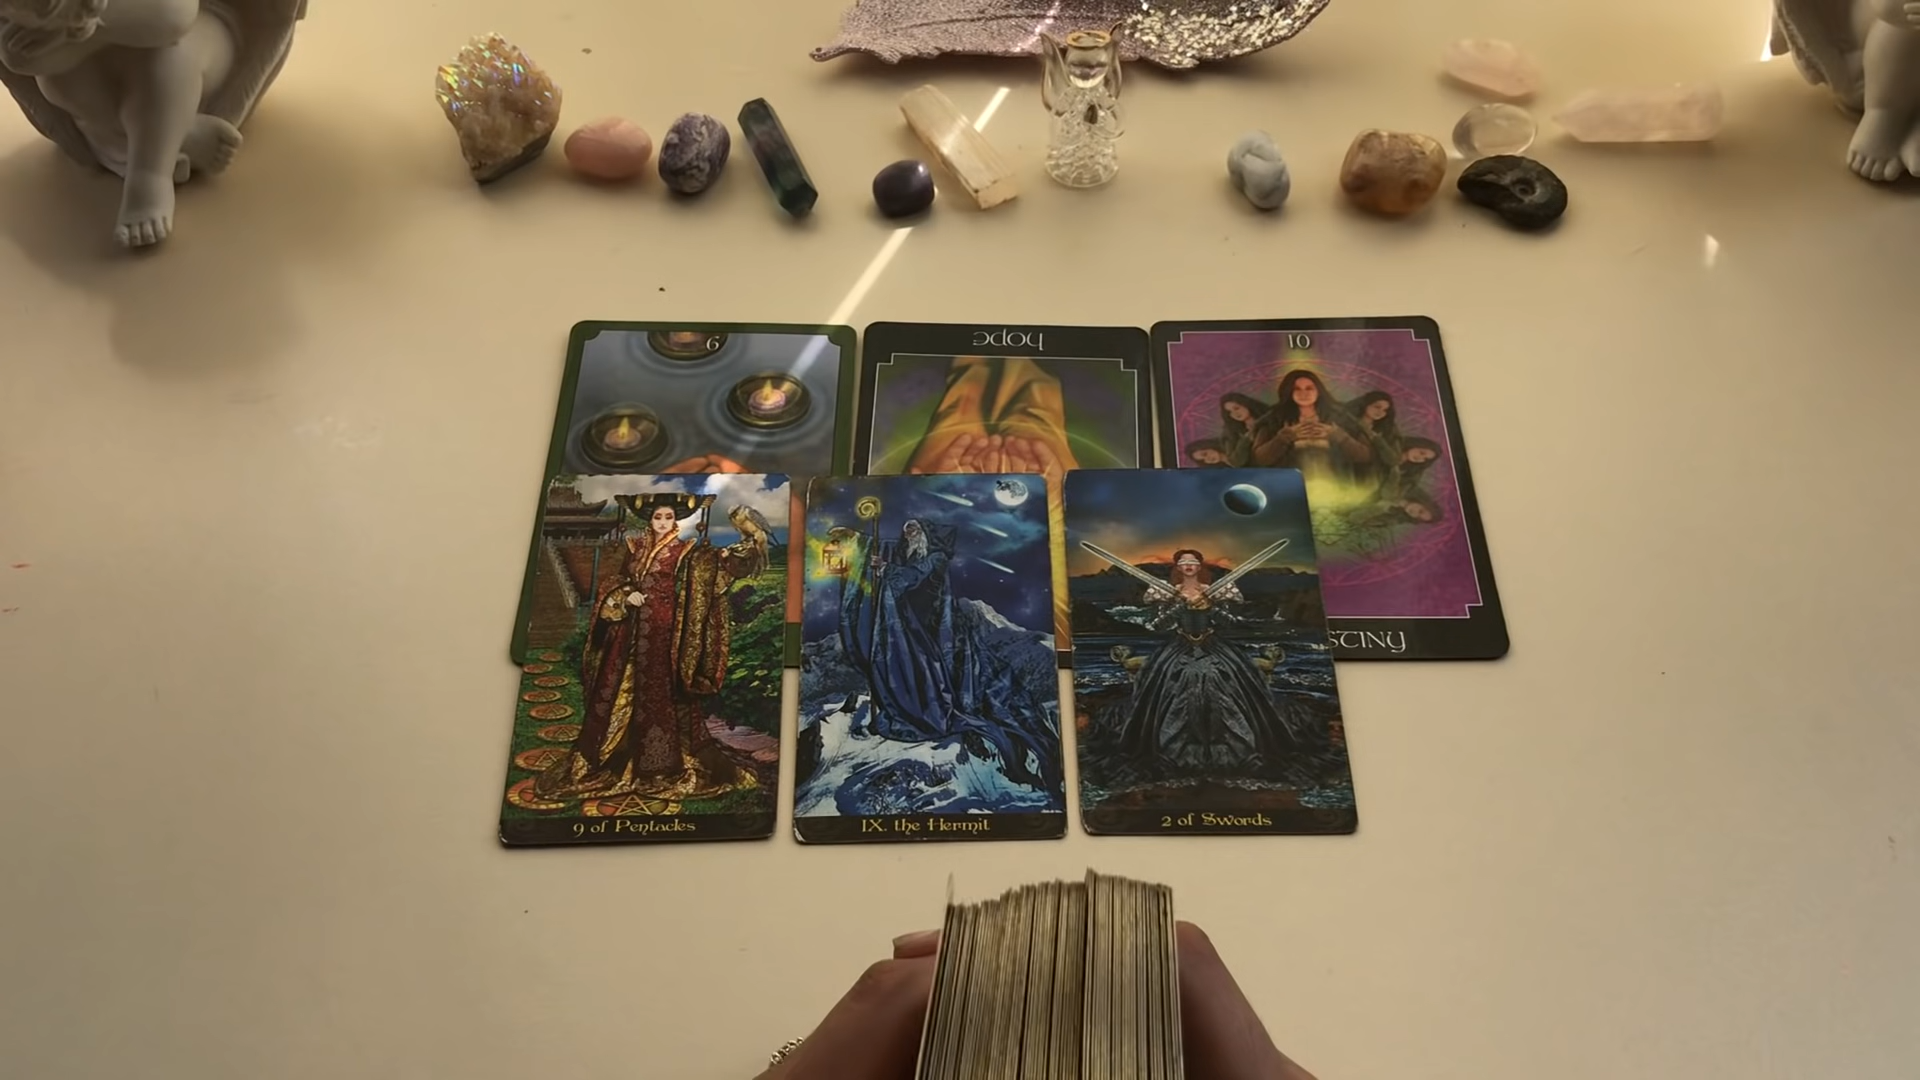 6
hope
10
STINY
9 of Pentacles
IX. the Hermit
2 of Swords